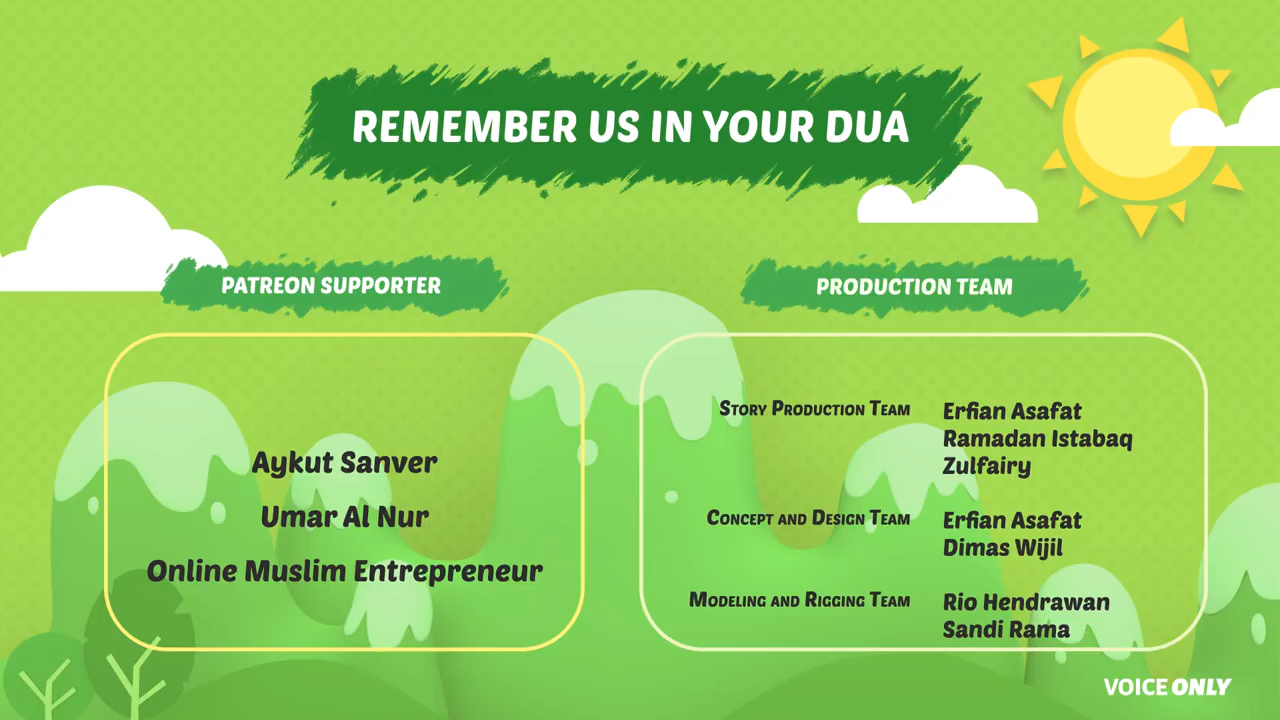 REMEMBER US IN YOUR DUA
PATREON SUPPORTER
Aykut Sanver
Umar Al Nur
Online Muslim Entrepreneur
PRODUCTION TEAM
Story Production Team Erfian Asafat
Ramadan Istabaq
Zulfairy
Concept and Design Team Erfian Asafat
Dimas Wijil
Modeling and Rigging Team Rio Hendrawan
Sandi Rama
VOICE ONLY